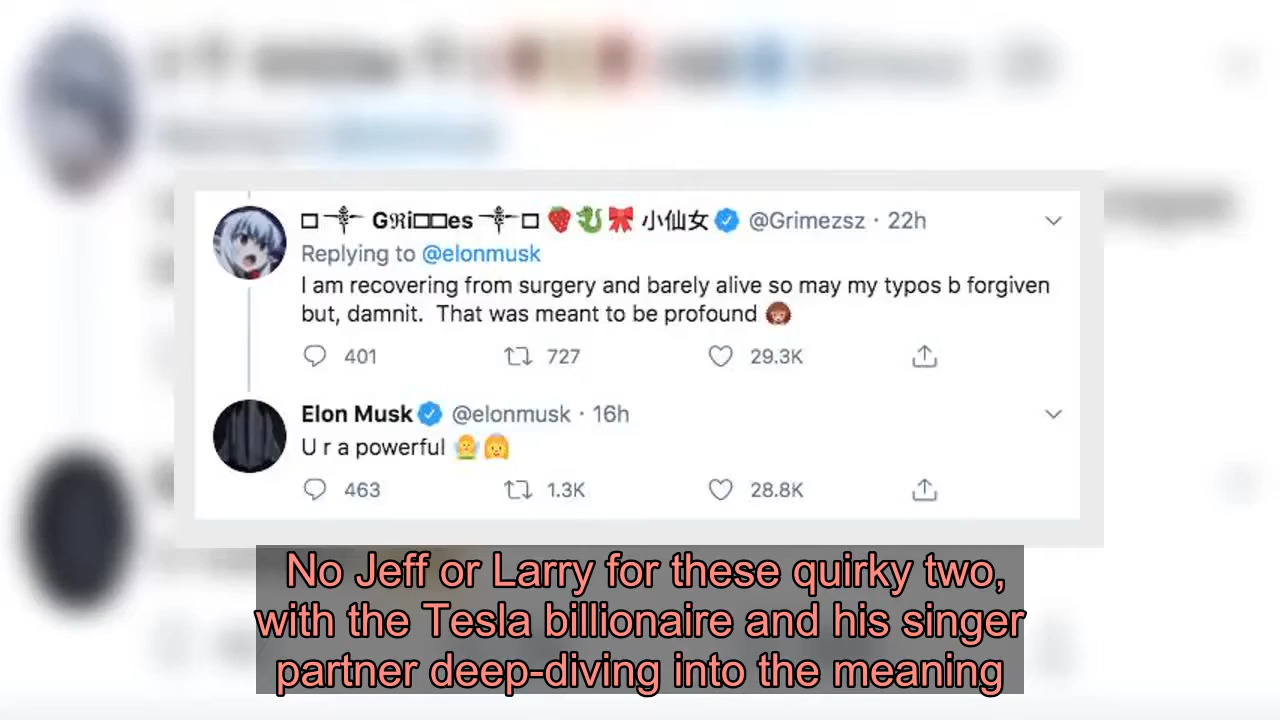 □ ⸸ Gℜi□□es ⸸ □ 🍓🐉🎀 小仙女 @Grimezsz · 22h
Replying to @elonmusk
I am recovering from surgery and barely alive so may my typos b forgiven
but, damnit. That was meant to be profound
401 727 29.3K
Elon Musk @elonmusk · 16h
U r a powerful
463 1.3K 28.8K
No Jeff or Larry for these quirky two,
with the Tesla billionaire and his singer
partner deep-diving into the meaning